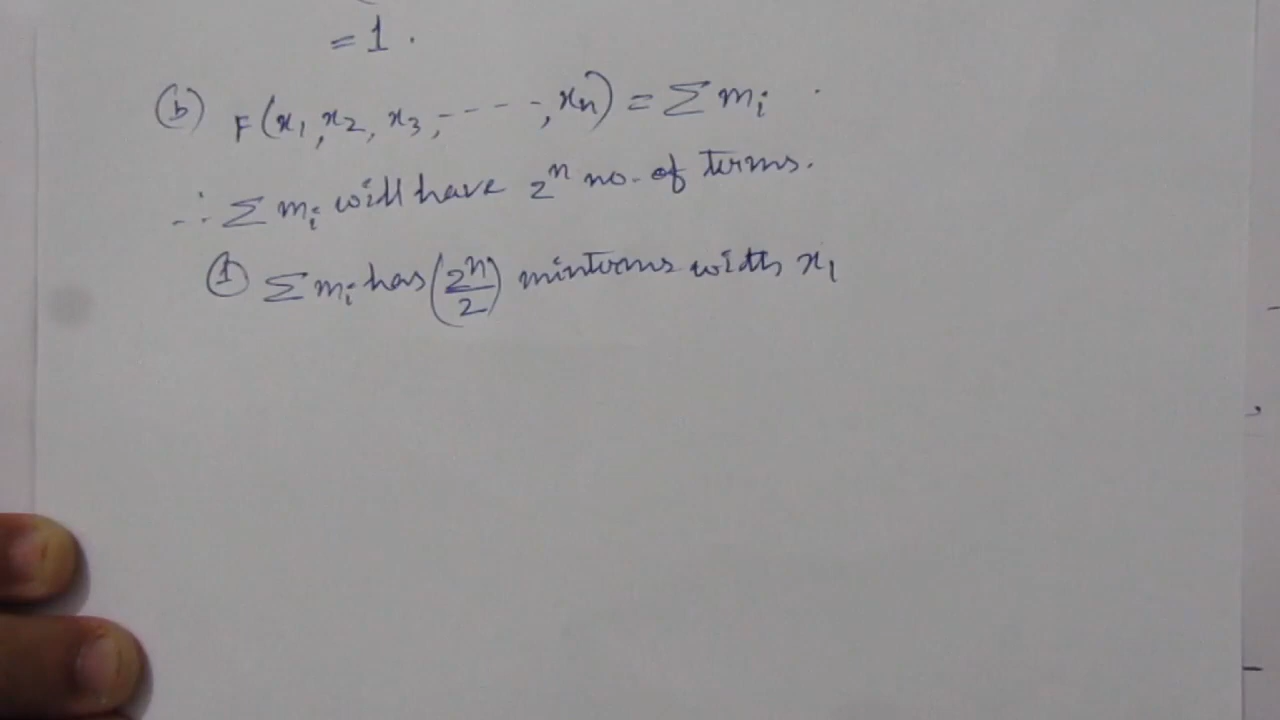 = 1 .
(b) F(x₁, x₂, x₃, - - - -, xₙ) = Σ mᵢ .
∴ Σ mᵢ will have 2ⁿ no. of terms.
① Σ mᵢ has (2ⁿ/2) minterms with x₁